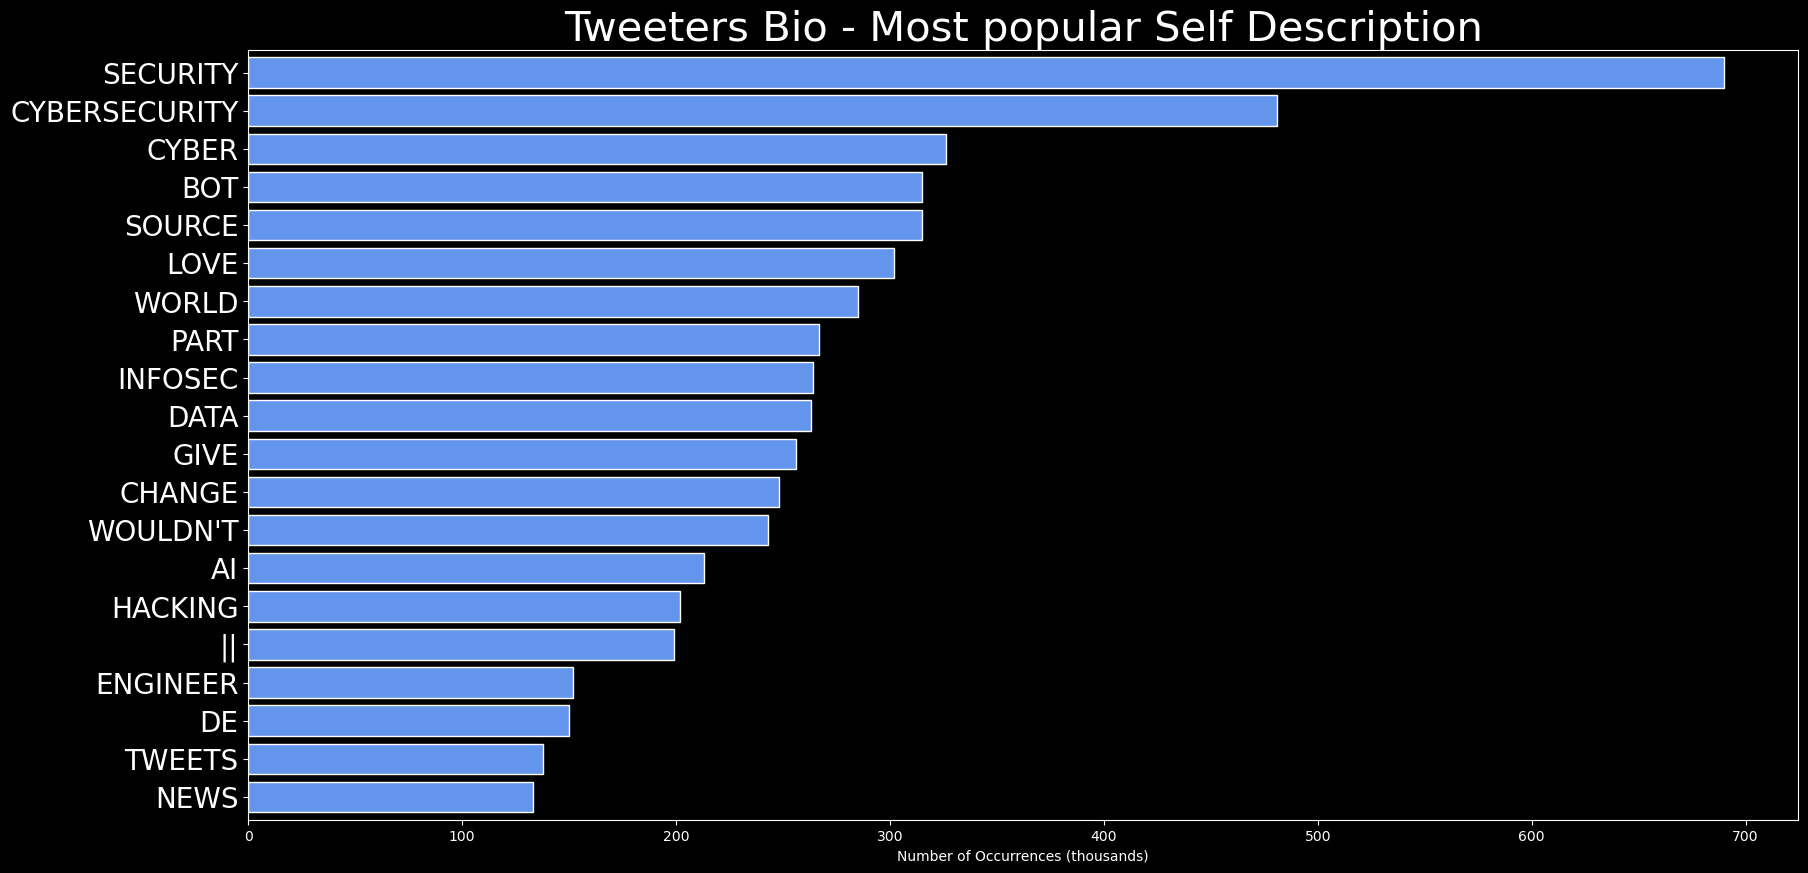 Tweeters Bio - Most popular Self Description
SECURITY
CYBERSECURITY
CYBER
BOT
SOURCE
LOVE
WORLD
PART
INFOSEC
DATA
GIVE
CHANGE
WOULDN'T
AI
HACKING
||
ENGINEER
DE
TWEETS
NEWS
0 100 200 300 400 500 600 700
Number of Occurrences (thousands)